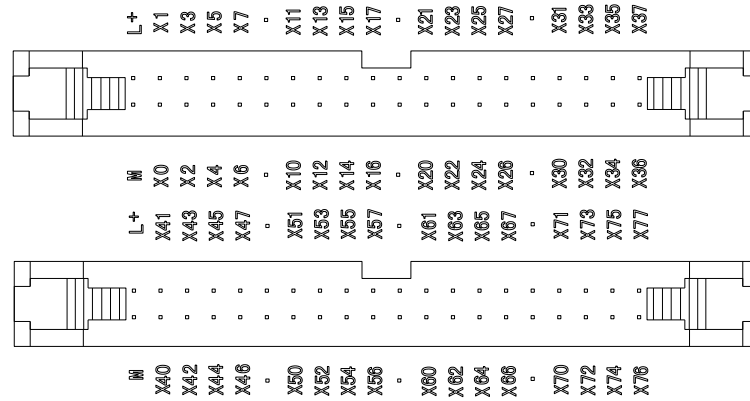 L+ X1 X3 X5 X7 · X11 X13 X15 X17 · X21 X23 X25 X27 · X31 X33 X35 X37
M X0 X2 X4 X6 · X10 X12 X14 X16 · X20 X22 X24 X26 · X30 X32 X34 X36
L+ X41 X43 X45 X47 · X51 X53 X55 X57 · X61 X63 X65 X67 · X71 X73 X75 X77
M X40 X42 X44 X46 · X50 X52 X54 X56 · X60 X62 X64 X66 · X70 X72 X74 X76